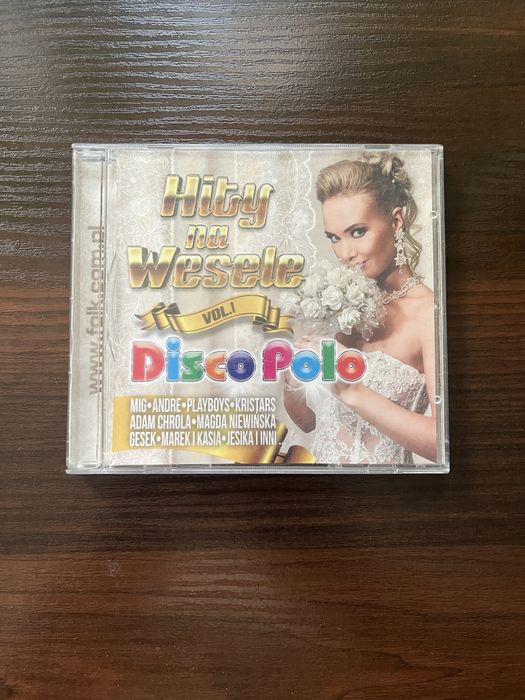 www.folk.com.pl
Hity
na
Wesele
VOL.1
Disco Polo
MIG•ANDRE•PLAYBOYS•KRISTARS
ADAM CHROLA•MAGDA NIEWIŃSKA
GESEK•MAREK I KASIA•JESIKA I INNI ...